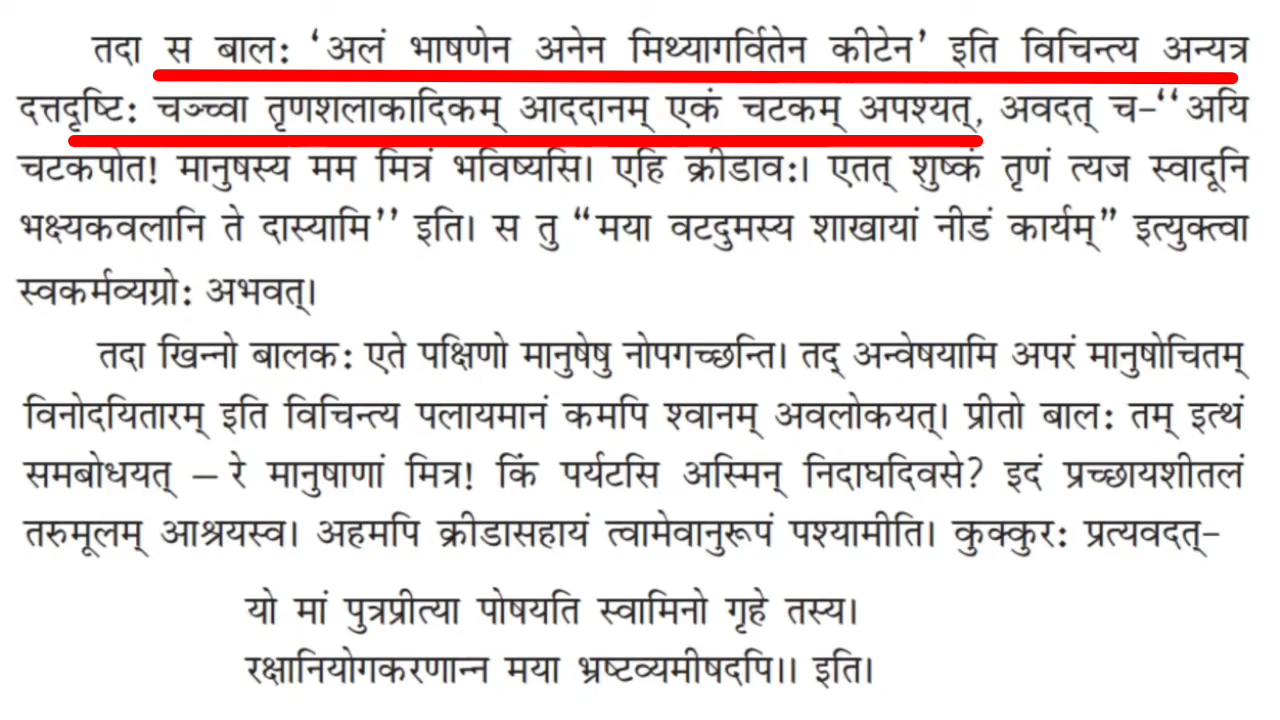 तदा स बालः ‘अलं भाषणेन अनेन मिथ्यागर्वितेन कीटेन’ इति विचिन्त्य अन्यत्र
दत्तदृष्टिः चञ्च्वा तृणशलाकादिकम् आददानम् एकं चटकम् अपश्यत्, अवदत् च–‘‘अयि
चटकपोत! मानुषस्य मम मित्रं भविष्यसि। एहि क्रीडावः। एतत् शुष्कं तृणं त्यज स्वादूनि
भक्ष्यकवलानि ते दास्यामि’’ इति। स तु “मया वटदुमस्य शाखायां नीडं कार्यम्” इत्युक्त्वा
स्वकर्मव्यग्रोः अभवत्।
तदा खिन्नो बालकः एते पक्षिणो मानुषेषु नोपगच्छन्ति। तद् अन्वेषयामि अपरं मानुषोचितम्
विनोदयितारम् इति विचिन्त्य पलायमानं कमपि श्वानम् अवलोकयत्। प्रीतो बालः तम् इत्थं
समबोधयत् – रे मानुषाणां मित्र! किं पर्यटसि अस्मिन् निदाघदिवसे? इदं प्रच्छायशीतलं
तरुमूलम् आश्रयस्व। अहमपि क्रीडासहायं त्वामेवानुरूपं पश्यामीति। कुक्कुरः प्रत्यवदत्–
यो मां पुत्रप्रीत्या पोषयति स्वामिनो गृहे तस्य।
रक्षानियोगकरणान्न मया भ्रष्टव्यमीषदपि।। इति।